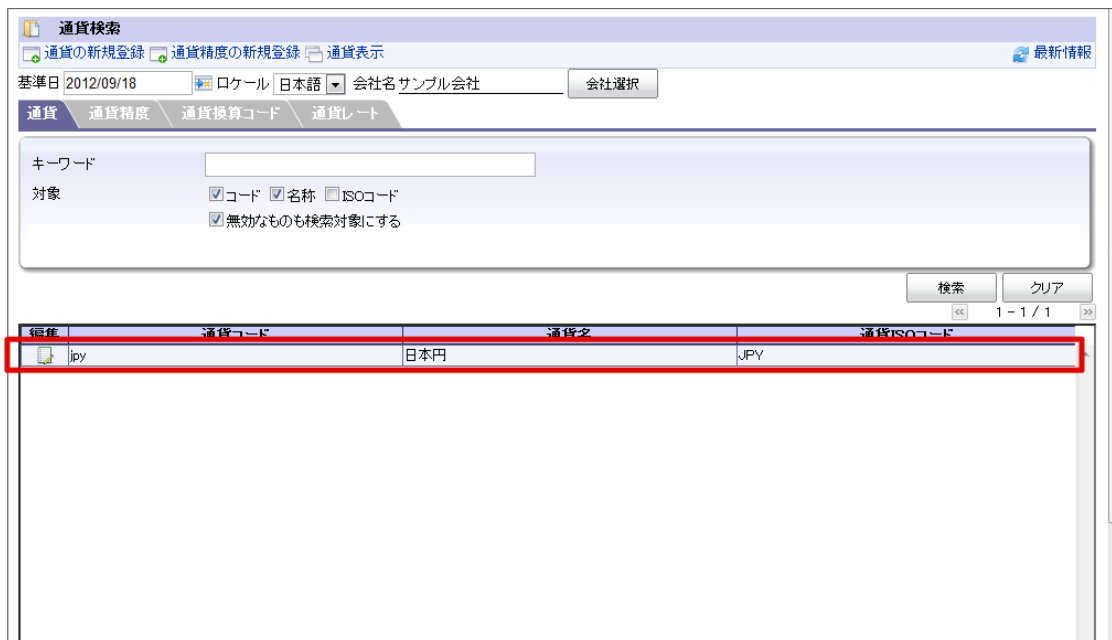 通貨検索
通貨の新規登録 通貨精度の新規登録 通貨表示 最新情報
基準日 2012/09/18 ロケール 日本語 会社名 サンプル会社 会社選択
通貨 通貨精度 通貨換算コード 通貨レート
キーワード
対象 コード 名称 ISOコード
無効なものも検索対象にする
検索 クリア
<< 1 - 1 / 1 >>
編集 通貨コード 通貨名 通貨ISOコード
jpy 日本円 JPY